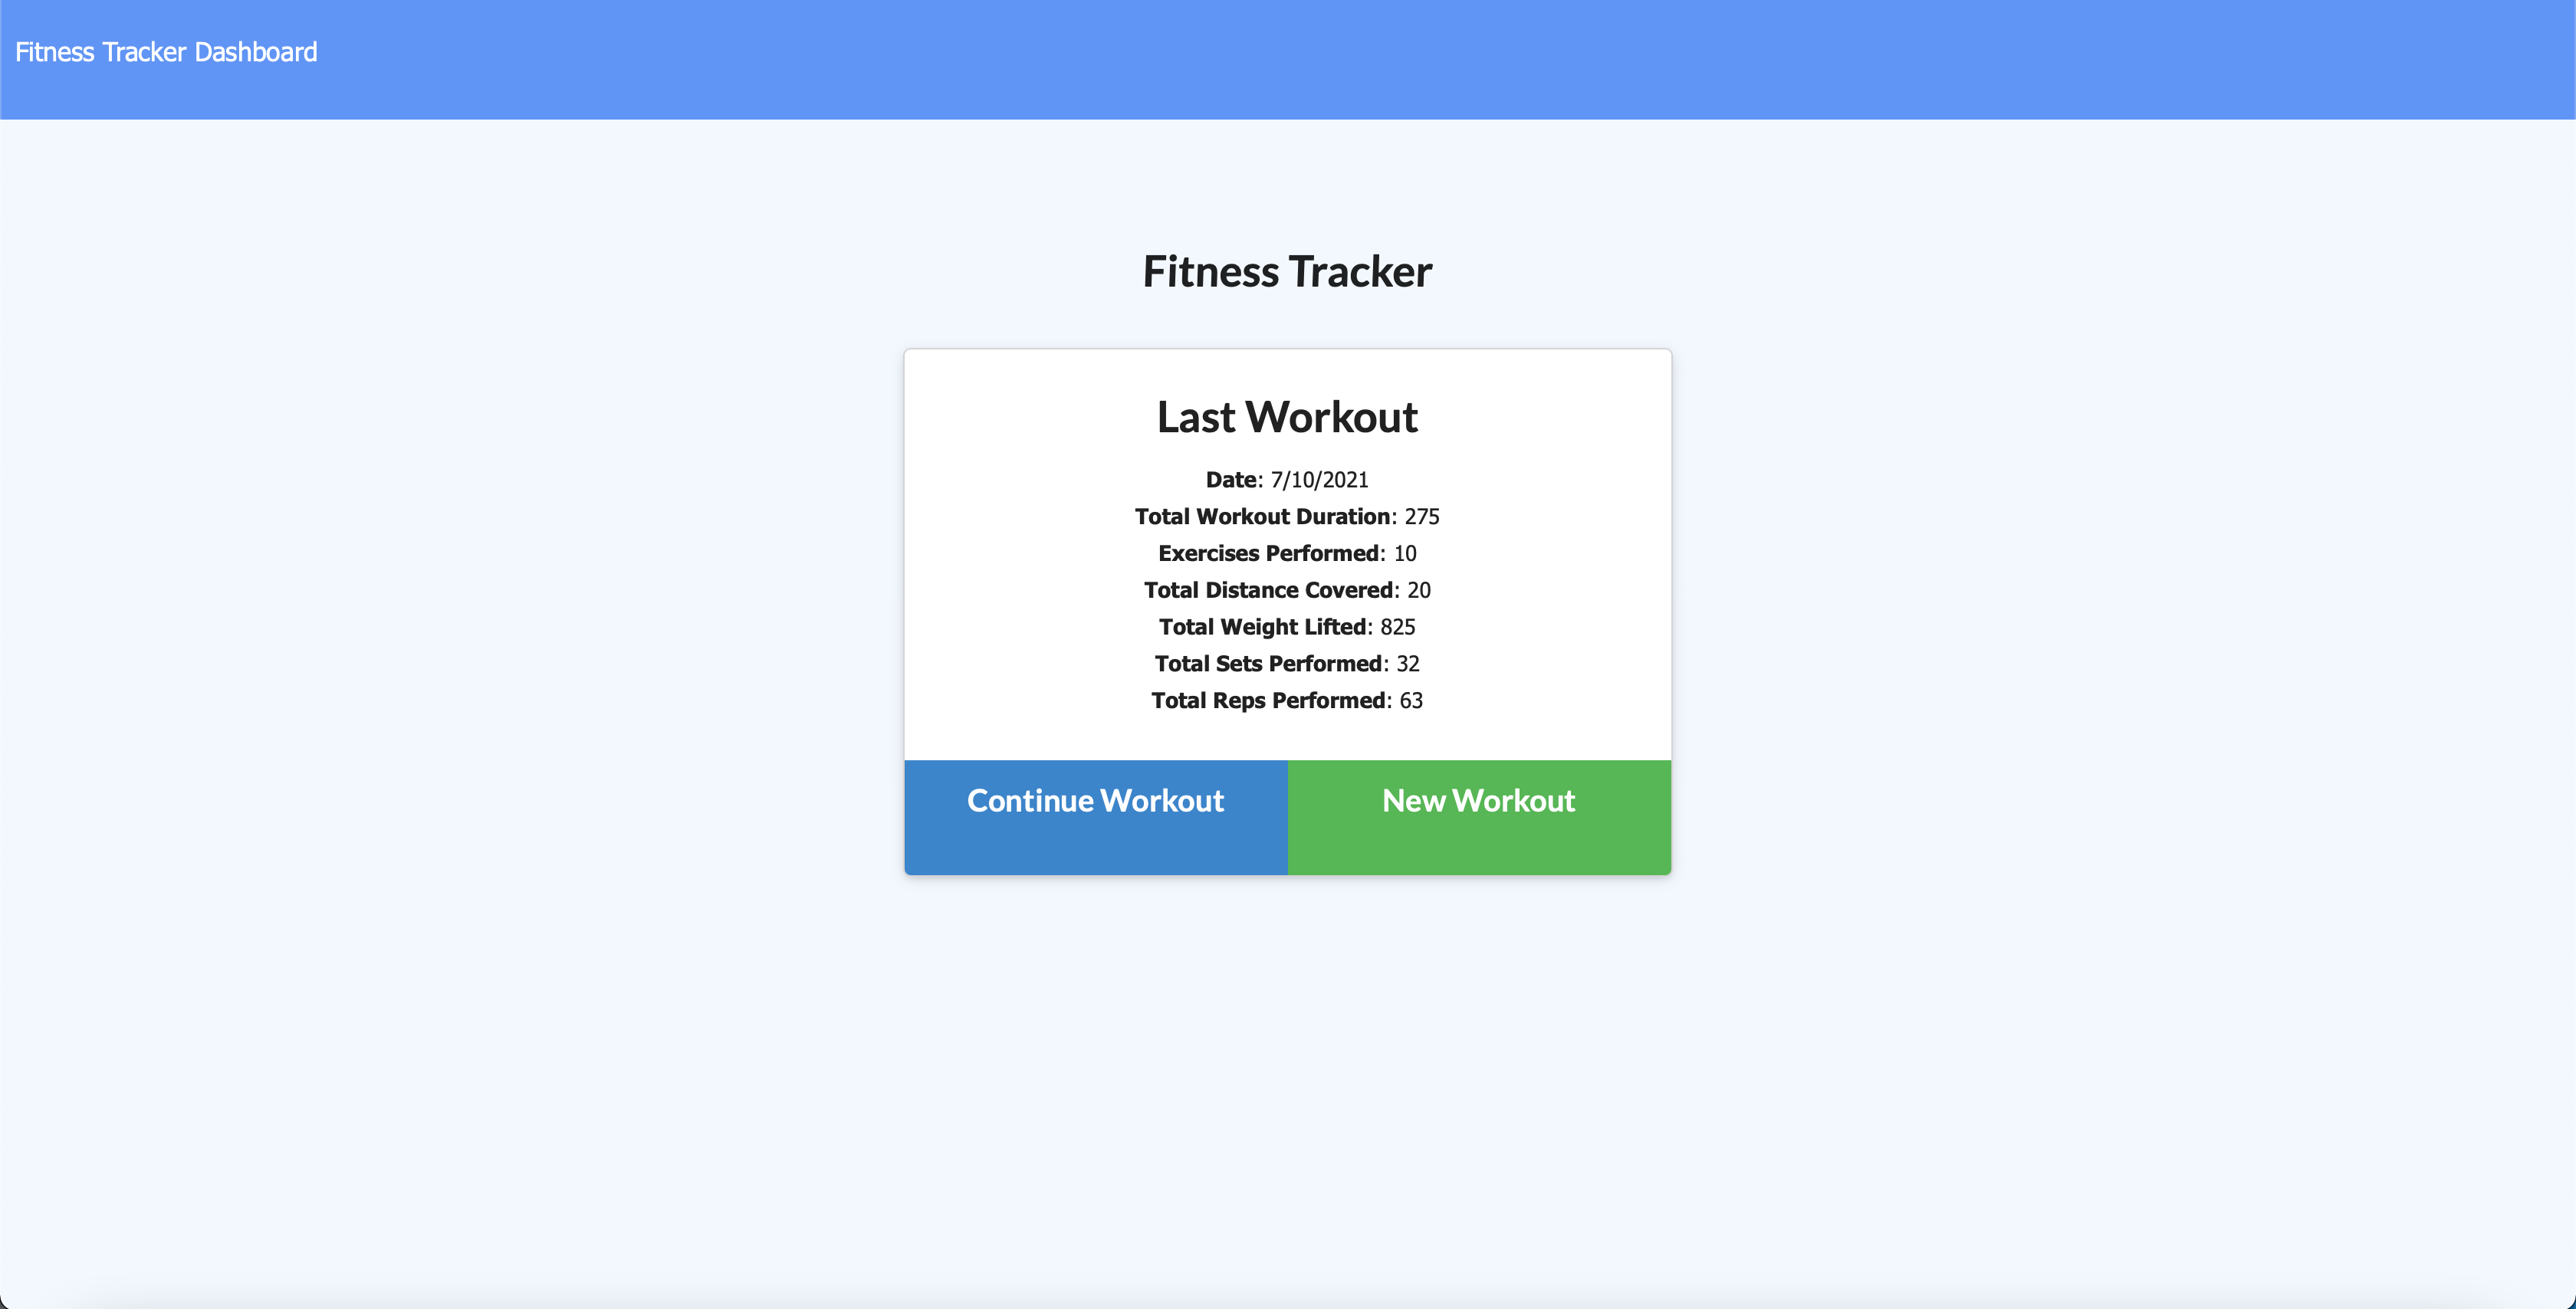 Fitness Tracker Dashboard
Fitness Tracker
Last Workout
Date: 7/10/2021
Total Workout Duration: 275
Exercises Performed: 10
Total Distance Covered: 20
Total Weight Lifted: 825
Total Sets Performed: 32
Total Reps Performed: 63
Continue Workout New Workout